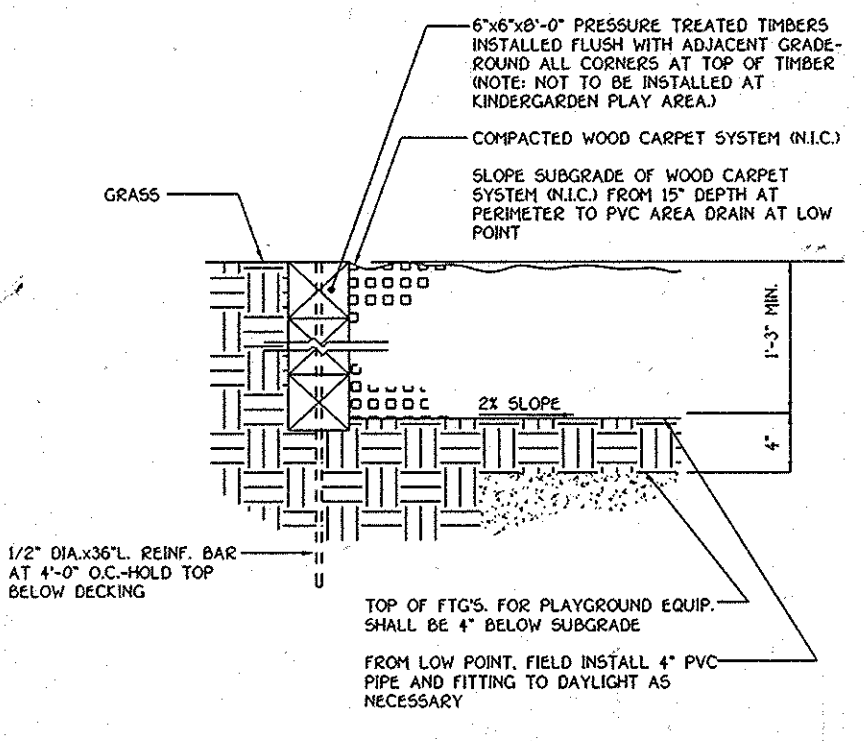 6"x6"x8'-0" PRESSURE TREATED TIMBERS
INSTALLED FLUSH WITH ADJACENT GRADE-
ROUND ALL CORNERS AT TOP OF TIMBER
(NOTE: NOT TO BE INSTALLED AT
KINDERGARDEN PLAY AREA.)
COMPACTED WOOD CARPET SYSTEM (N.I.C.)
SLOPE SUBGRADE OF WOOD CARPET
SYSTEM (N.I.C.) FROM 15" DEPTH AT
PERIMETER TO PVC AREA DRAIN AT LOW
POINT
GRASS
1'-3" MIN.
2% SLOPE
4"
1/2" DIA.x36"L. REINF. BAR
AT 4'-0" O.C.-HOLD TOP
BELOW DECKING
TOP OF FTG'S. FOR PLAYGROUND EQUIP.
SHALL BE 4" BELOW SUBGRADE
FROM LOW POINT, FIELD INSTALL 4" PVC
PIPE AND FITTING TO DAYLIGHT AS
NECESSARY